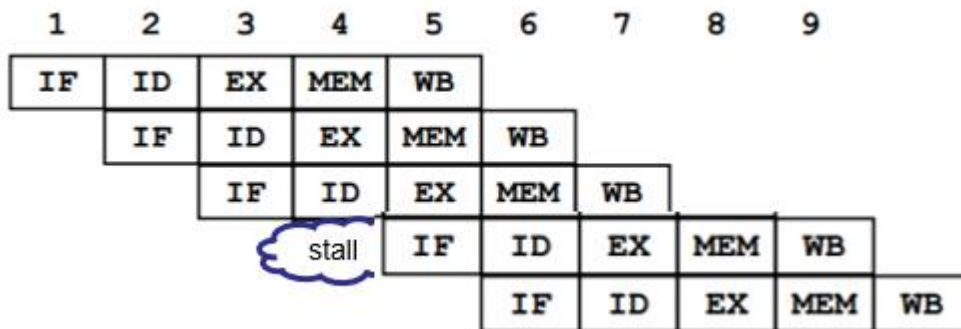 1 2 3 4 5 6 7 8 9
IF ID EX MEM WB
IF ID EX MEM WB
IF ID EX MEM WB
stall IF ID EX MEM WB
IF ID EX MEM WB